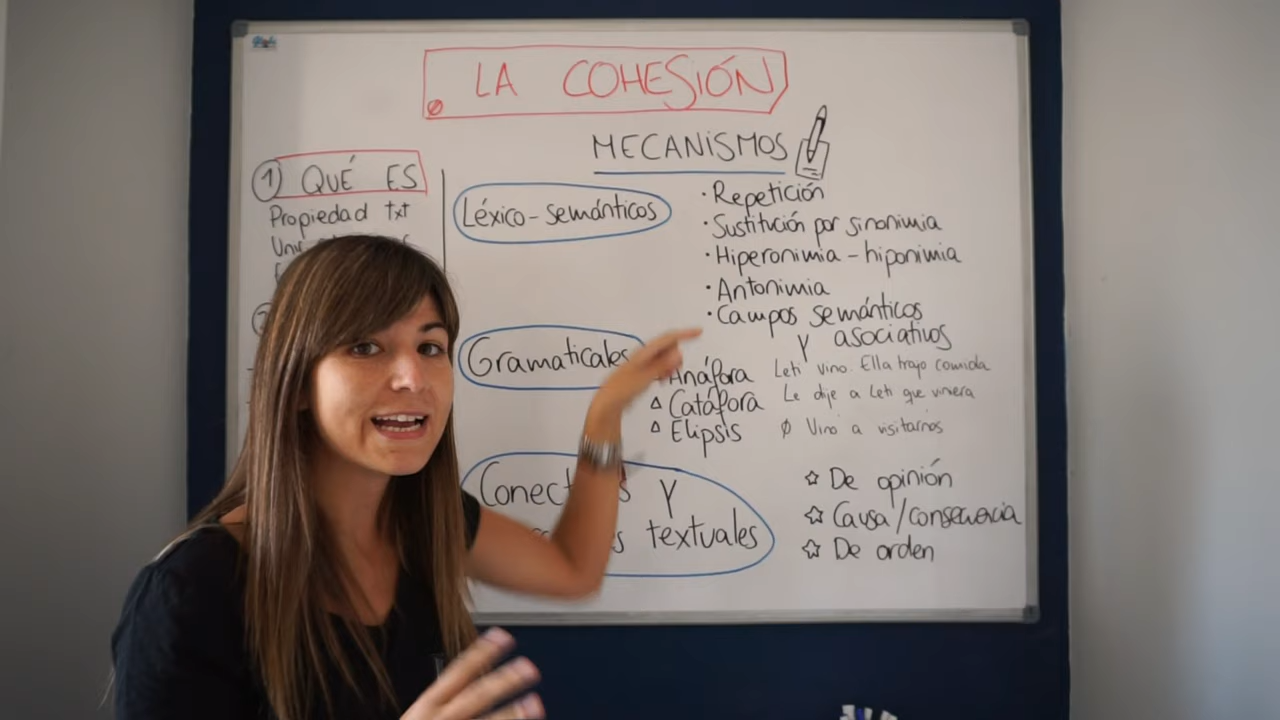 LA COHESIÓN
MECANISMOS
① QUÉ ES
Propiedad txt
Léxico-semánticos
· Repetición
· Sustitución por sinonimia
· Hiperonimia - hiponimia
· Antonimia
· Campos semánticos
Y asociativos
Gramaticales
Anáfora Leti vino. Ella trajo comida
△ Catáfora Le dije a Leti que viniera
△ Elipsis Ø Vino a visitarnos
Y
textuales
☆ De opinión
☆ Causa/consecuencia
☆ De orden